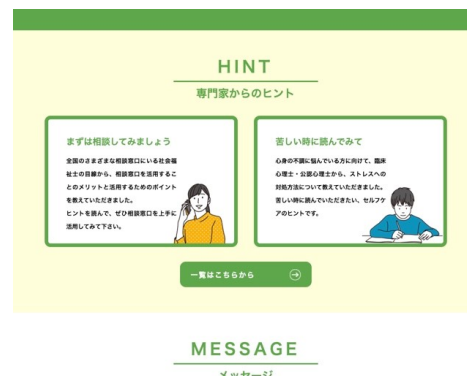 HINT
専門家からのヒント
まずは相談してみましょう
全国のさまざまな相談窓口にいる社会福
祉士の目線から、相談窓口を活用するこ
とのメリットと活用するためのポイント
を教えていただきました。
ヒントを読んで、ぜひ相談窓口を上手に
活用してみて下さい。
苦しい時に読んでみて
心身の不調に悩んでいる方に向けて、臨床
心理士・公認心理士から、ストレスへの
対処方法について教えていただきました。
苦しい時に読んでいただきたい、セルフケ
アのヒントです。
一覧はこちらから
MESSAGE
メッセージ